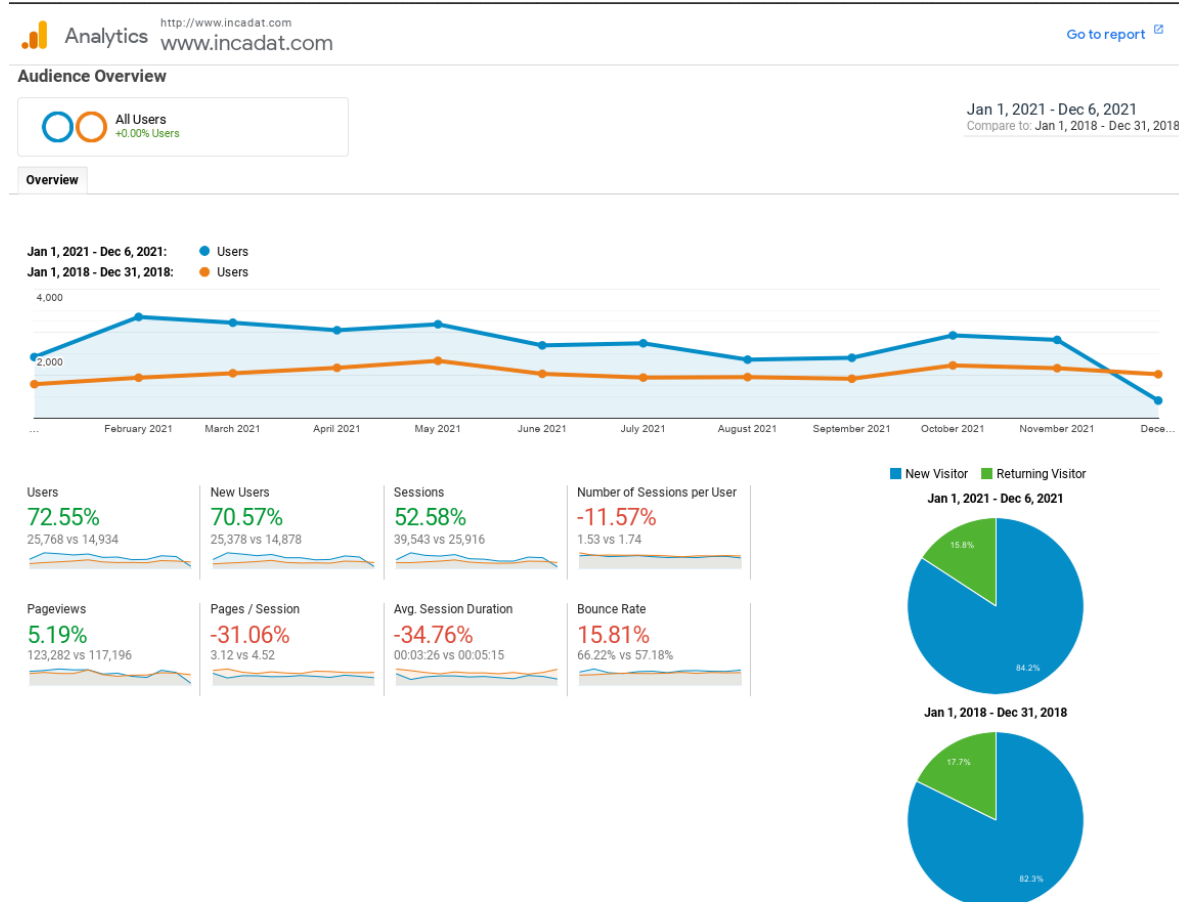 http://www.incadat.com
Analytics www.incadat.com
Go to report
Audience Overview
All Users
+0.00% Users
Jan 1, 2021 - Dec 6, 2021
Compare to: Jan 1, 2018 - Dec 31, 2018
Overview
Jan 1, 2021 - Dec 6, 2021: Users
Jan 1, 2018 - Dec 31, 2018: Users
4,000
2,000
... February 2021 March 2021 April 2021 May 2021 June 2021 July 2021 August 2021 September 2021 October 2021 November 2021 Dece...
Users
72.55%
25,768 vs 14,934
New Users
70.57%
25,378 vs 14,878
Sessions
52.58%
39,543 vs 25,916
Number of Sessions per User
-11.57%
1.53 vs 1.74
Pageviews
5.19%
123,282 vs 117,196
Pages / Session
-31.06%
3.12 vs 4.52
Avg. Session Duration
-34.76%
00:03:26 vs 00:05:15
Bounce Rate
15.81%
66.22% vs 57.18%
New Visitor Returning Visitor
Jan 1, 2021 - Dec 6, 2021
15.8%
84.2%
Jan 1, 2018 - Dec 31, 2018
17.7%
82.3%